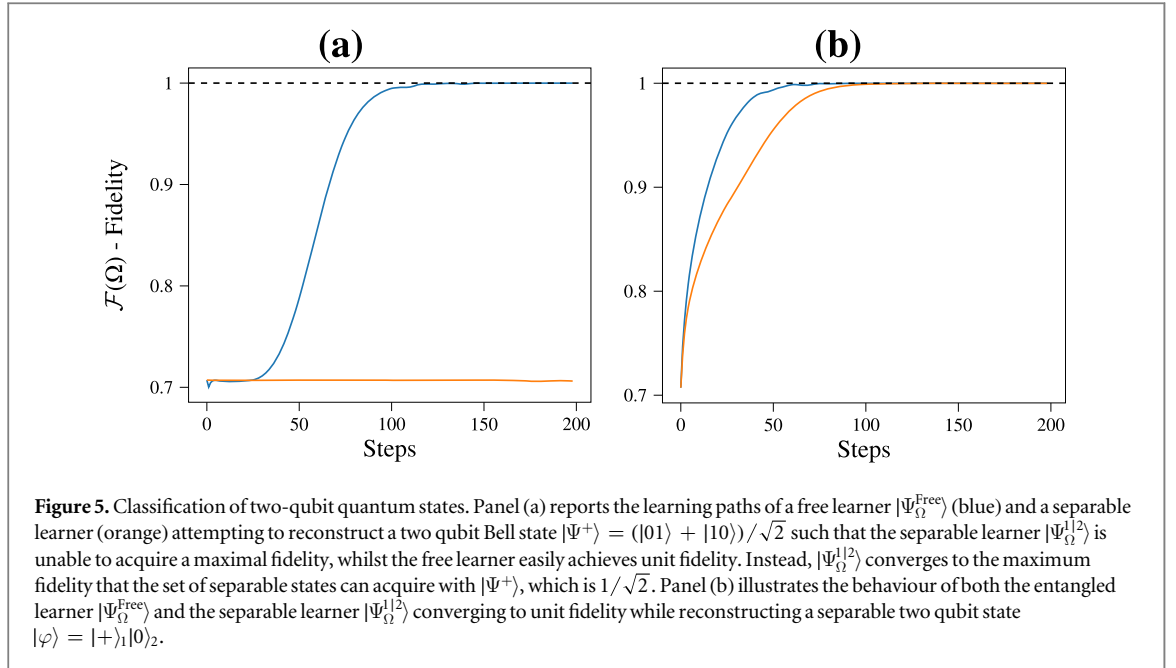 (a) (b)
1 1
0.9 0.9
0.8 0.8
0.7 0.7
ℱ(Ω) - Fidelity
0 50 100 150 200 0 50 100 150 200
Steps Steps
Figure 5. Classification of two-qubit quantum states. Panel (a) reports the learning paths of a free learner |Ψ_Ω^Free⟩ (blue) and a separable
learner (orange) attempting to reconstruct a two qubit Bell state |Ψ⁺⟩ = (|01⟩ + |10⟩)/√2 such that the separable learner |Ψ_Ω^1|2⟩ is
unable to acquire a maximal fidelity, whilst the free learner easily achieves unit fidelity. Instead, |Ψ_Ω^1|2⟩ converges to the maximum
fidelity that the set of separable states can acquire with |Ψ⁺⟩, which is 1/√2. Panel (b) illustrates the behaviour of both the entangled
learner |Ψ_Ω^Free⟩ and the separable learner |Ψ_Ω^1|2⟩ converging to unit fidelity while reconstructing a separable two qubit state
|φ⟩ = |+⟩₁|0⟩₂.